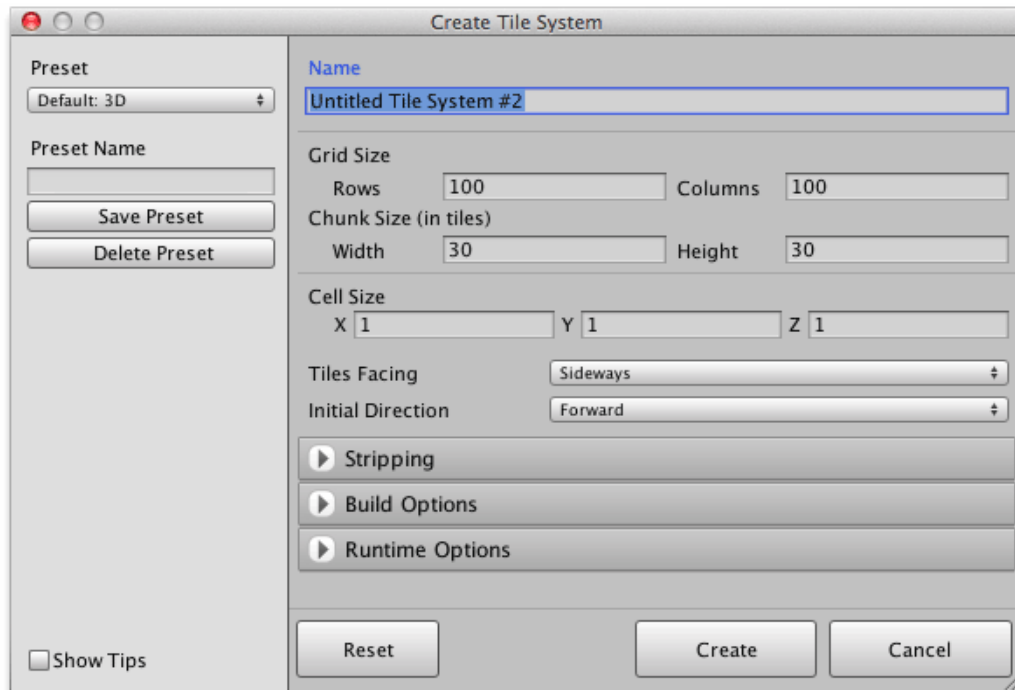 Create Tile System
Preset
Default: 3D
Preset Name
Save Preset
Delete Preset
Show Tips
Name
Untitled Tile System #2
Grid Size
Rows 100 Columns 100
Chunk Size (in tiles)
Width 30 Height 30
Cell Size
X 1 Y 1 Z 1
Tiles Facing Sideways
Initial Direction Forward
Stripping
Build Options
Runtime Options
Reset Create Cancel